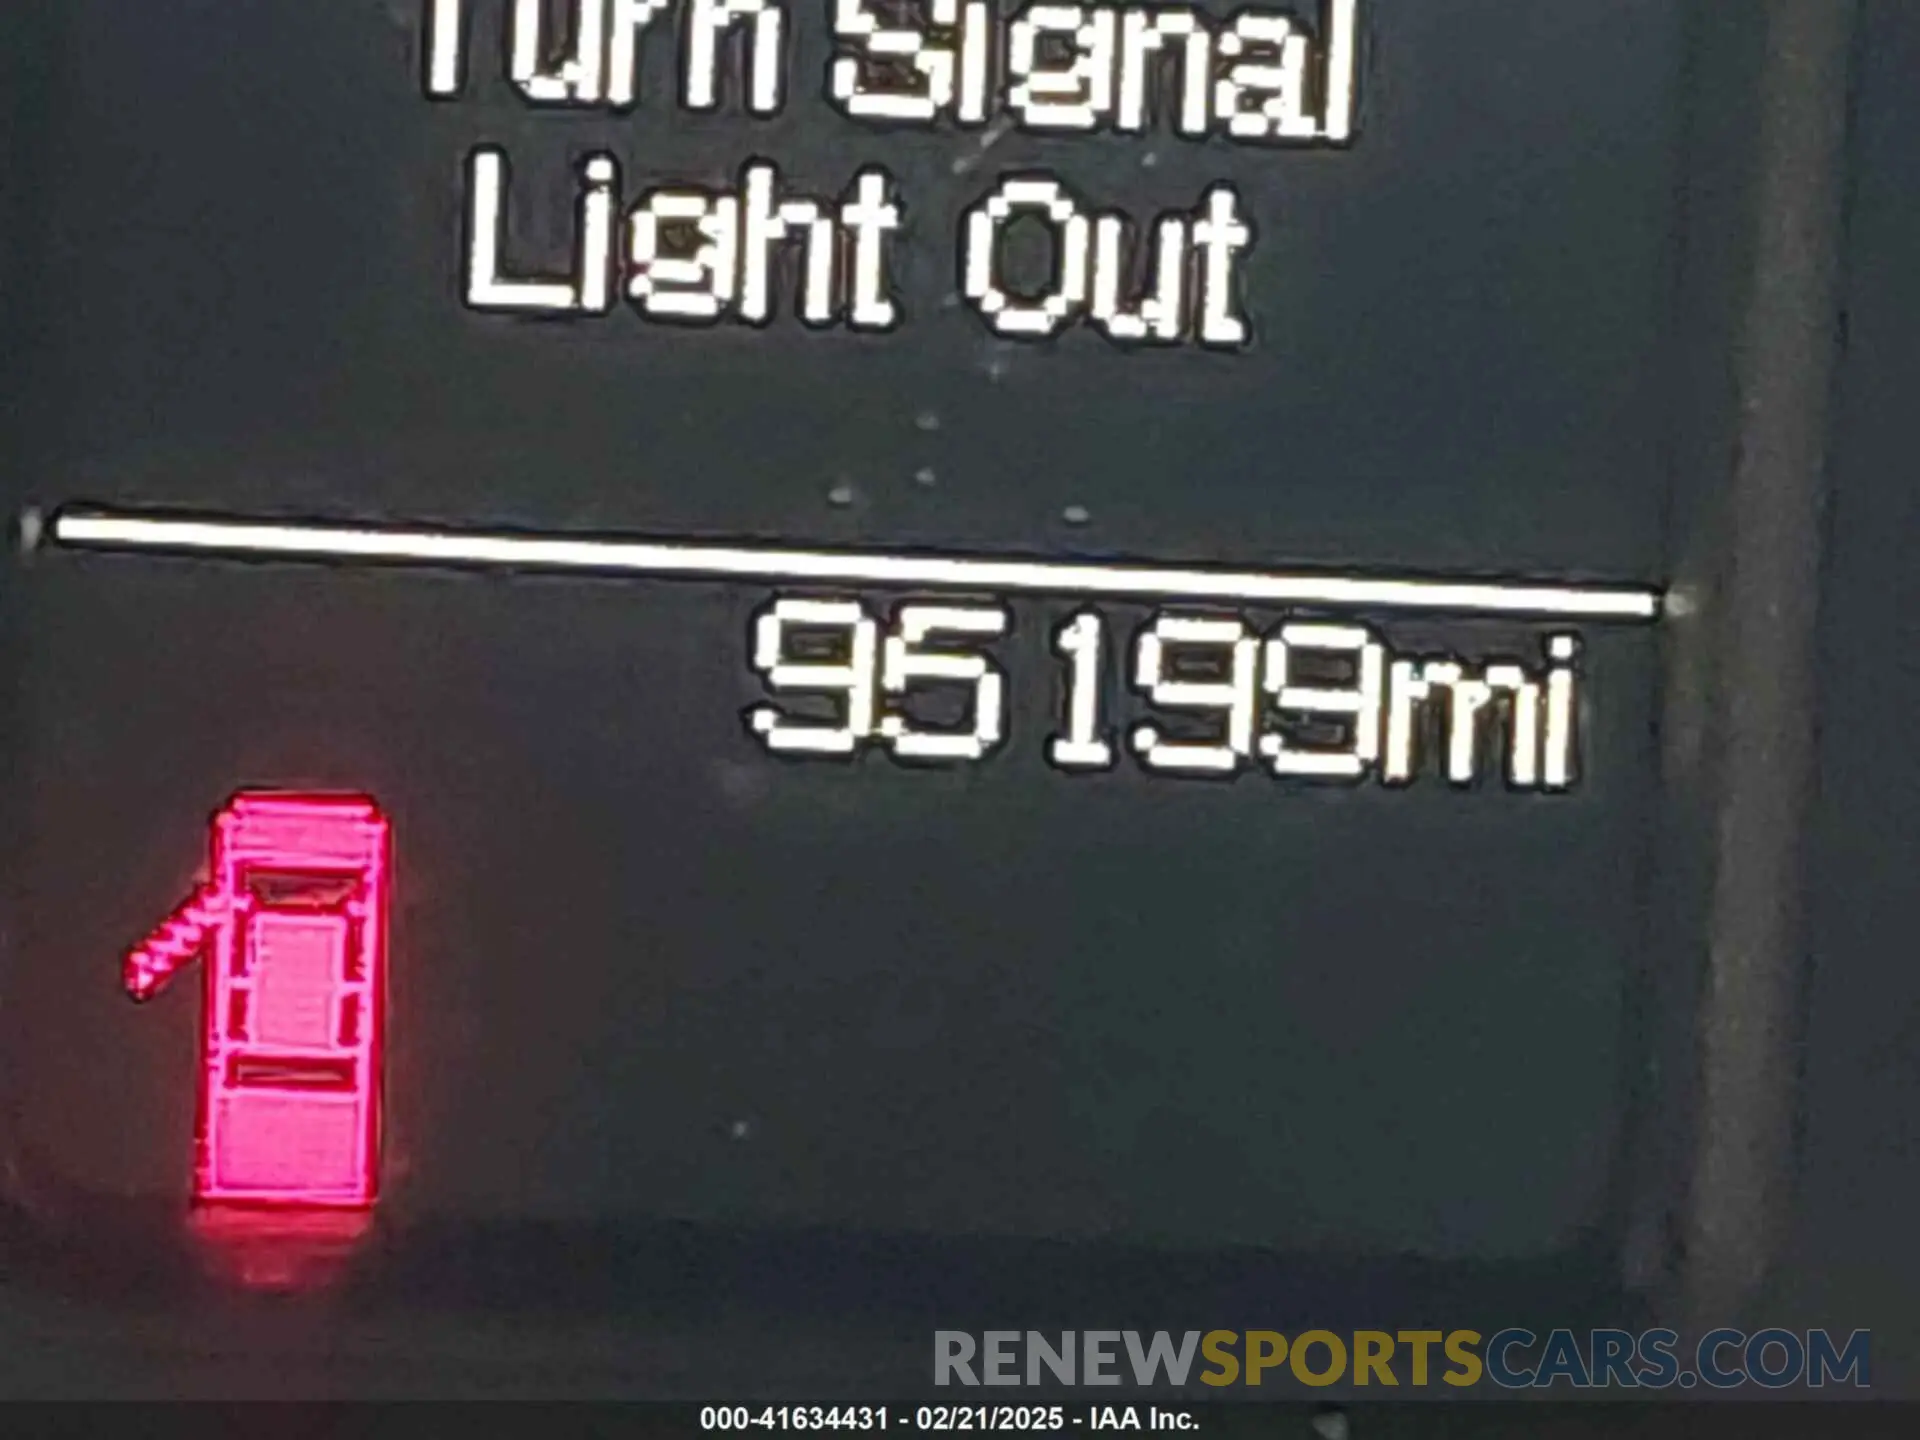 Turn Signal
Light Out
95199mi
RENEWSPORTSCARS.COM
000-41634431 - 02/21/2025 - IAA Inc.